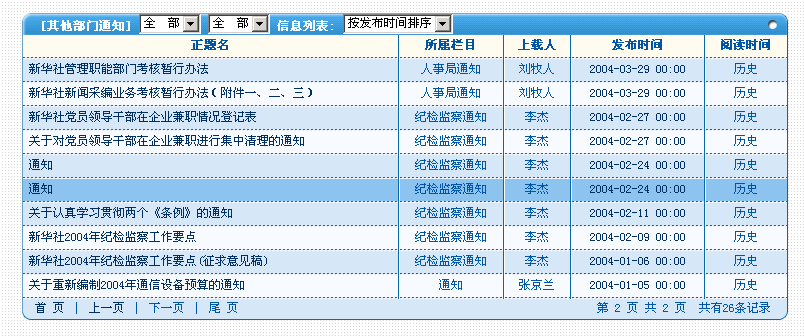 [其他部门通知] 全 部 全 部 信息列表: 按发布时间排序
正题名 所属栏目 上载人 发布时间 阅读时间
新华社管理职能部门考核暂行办法 人事局通知 刘牧人 2004-03-29 00:00 历史
新华社新闻采编业务考核暂行办法(附件一、二、三) 人事局通知 刘牧人 2004-03-29 00:00 历史
新华社党员领导干部在企业兼职情况登记表 纪检监察通知 李杰 2004-02-27 00:00 历史
关于对党员领导干部在企业兼职进行集中清理的通知 纪检监察通知 李杰 2004-02-27 00:00 历史
通知 纪检监察通知 李杰 2004-02-24 00:00 历史
通知 纪检监察通知 李杰 2004-02-24 00:00 历史
关于认真学习贯彻两个《条例》的通知 纪检监察通知 李杰 2004-02-11 00:00 历史
新华社2004年纪检监察工作要点 纪检监察通知 李杰 2004-02-09 00:00 历史
新华社2004年纪检监察工作要点(征求意见稿) 纪检监察通知 李杰 2004-01-06 00:00 历史
关于重新编制2004年通信设备预算的通知 通知 张京兰 2004-01-05 00:00 历史
首 页 | 上一页 | 下一页 | 尾 页 第 2 页 共 2 页 共有26条记录